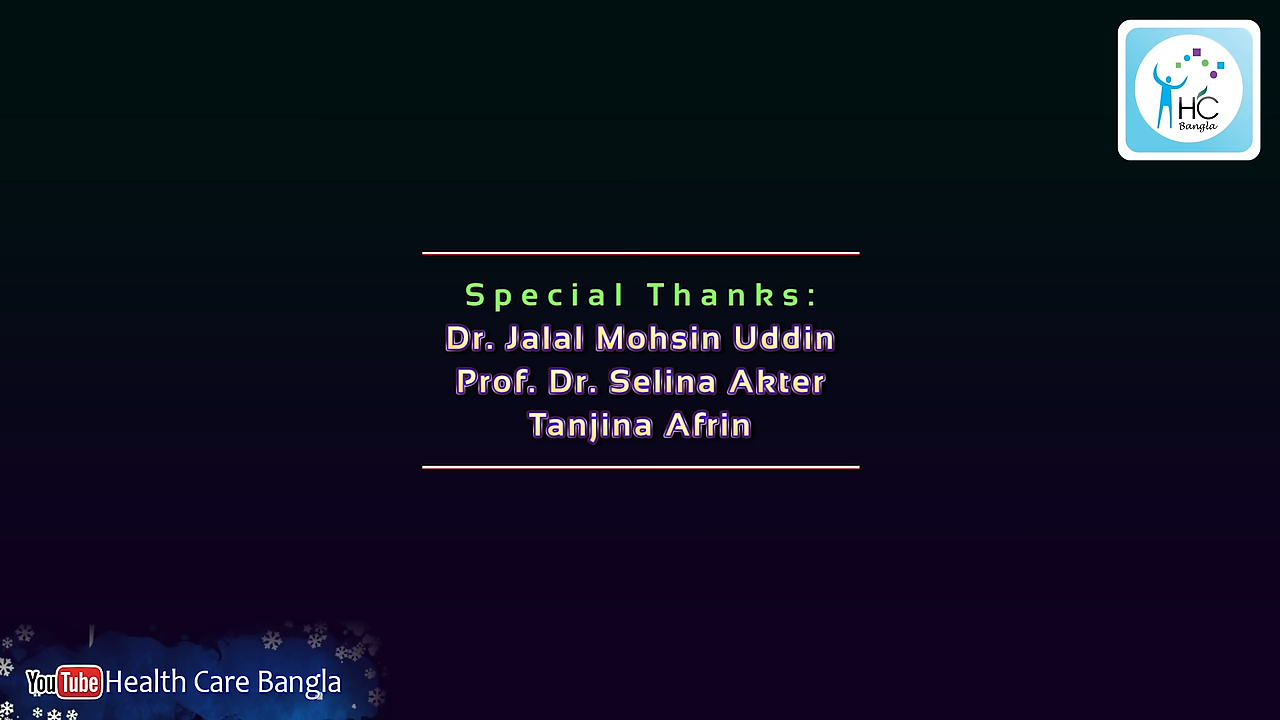 HC
Bangla
Special Thanks:
Dr. Jalal Mohsin Uddin
Prof. Dr. Selina Akter
Tanjina Afrin
YouTube Health Care Bangla